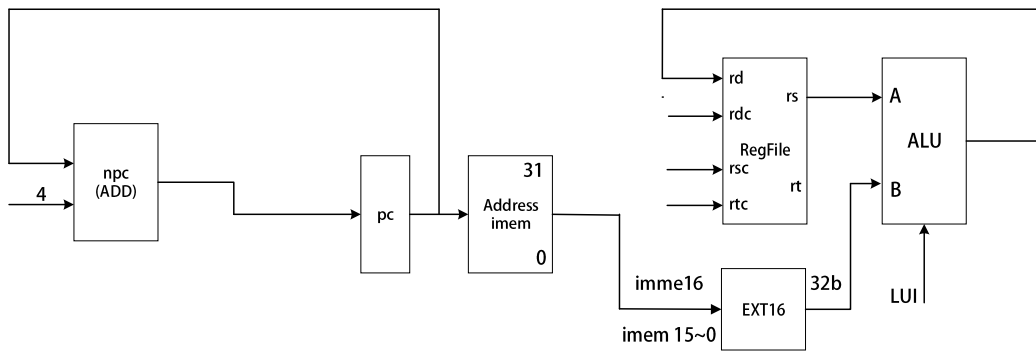 4
npc
(ADD)
pc
31
Address
imem
0
imme16
imem 15~0
EXT16
32b
rd
rdc
rsc
rtc
rs
RegFile
rt
A
ALU
B
LUI